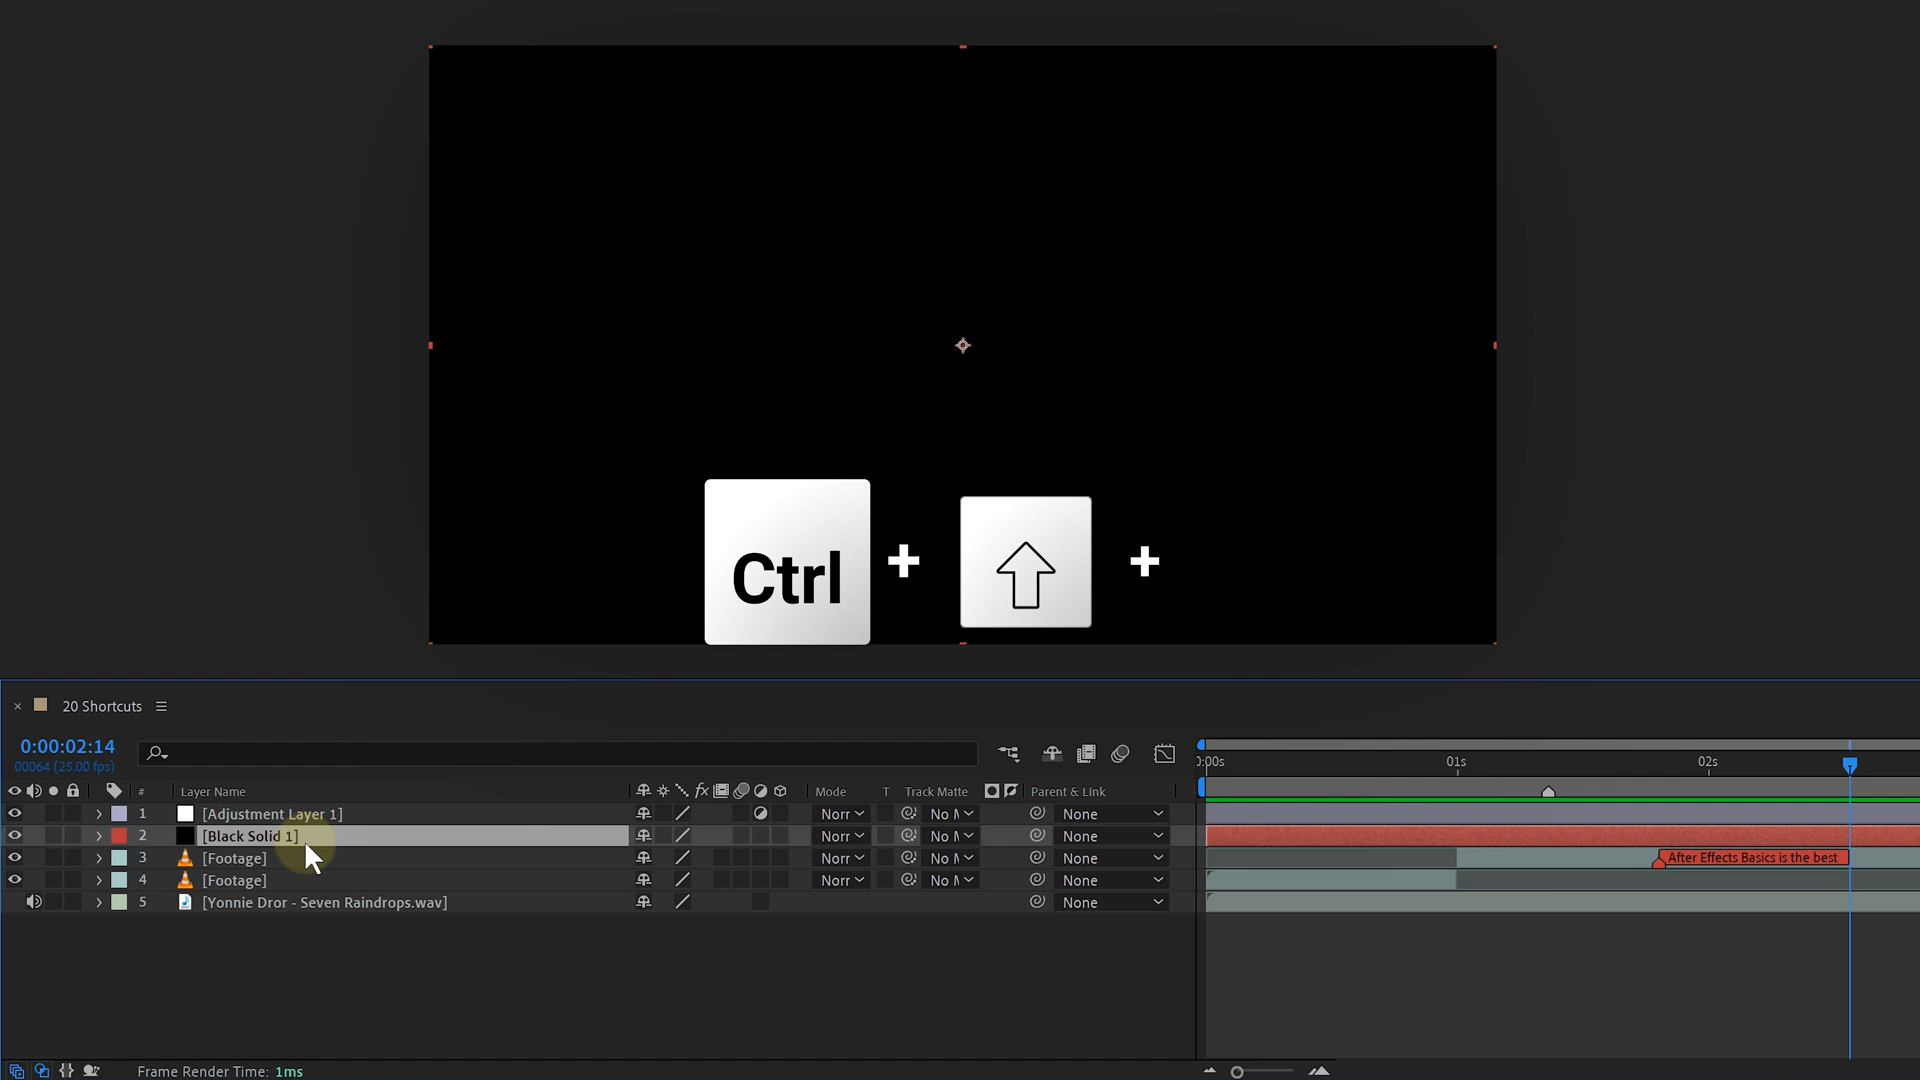 Ctrl + +
20 Shortcuts
0:00:02:14
00064 (25.00 fps)
0:00s 01s 02s
# Layer Name fx Mode T Track Matte Parent & Link
1 [Adjustment Layer 1] Norr No M None
2 [Black Solid 1] Norr No M None
3 [Footage] Norr No M None After Effects Basics is the best
4 [Footage] Norr No M None
5 [Yonnie Dror - Seven Raindrops.wav] None
Frame Render Time: 1ms